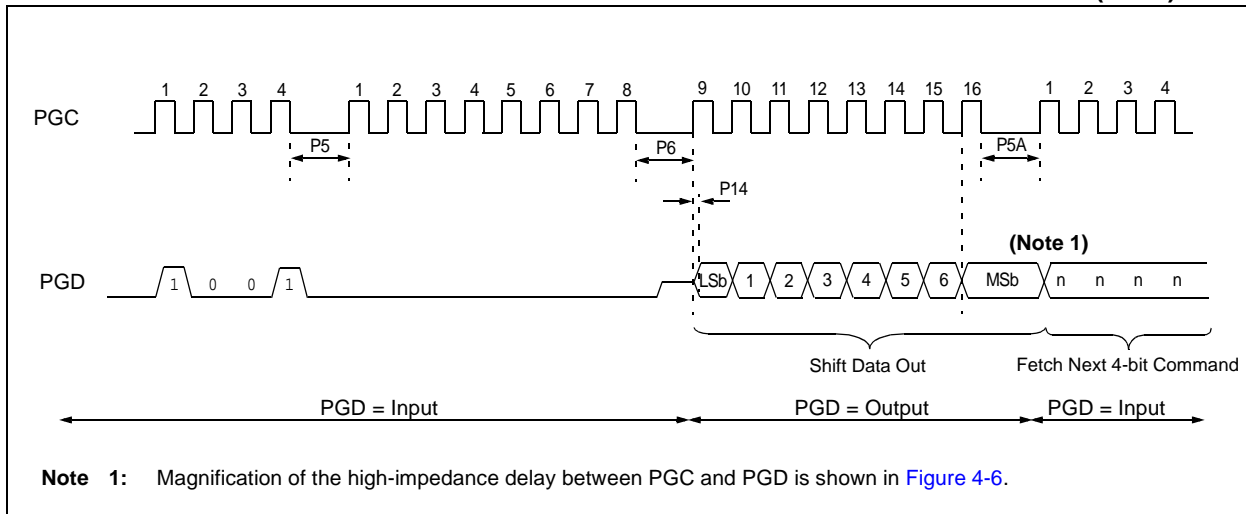 1 2 3 4 1 2 3 4 5 6 7 8 9 10 11 12 13 14 15 16 1 2 3 4
PGC
P5 P6 P5A
P14
(Note 1)
PGD 1 0 0 1 LSb 1 2 3 4 5 6 MSb n n n n
Shift Data Out Fetch Next 4-bit Command
PGD = Input PGD = Output PGD = Input
Note 1: Magnification of the high-impedance delay between PGC and PGD is shown in Figure 4-6.